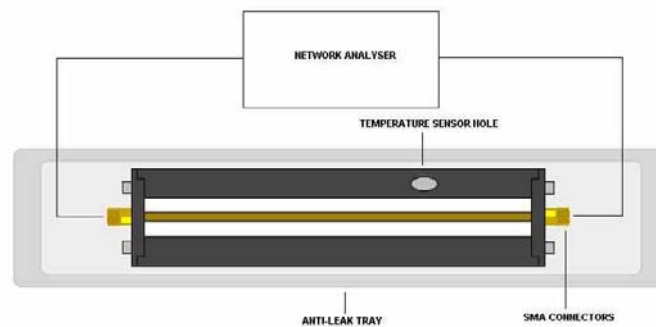 NETWORK ANALYSER
TEMPERATURE SENSOR HOLE
ANTI-LEAK TRAY
SMA CONNECTORS